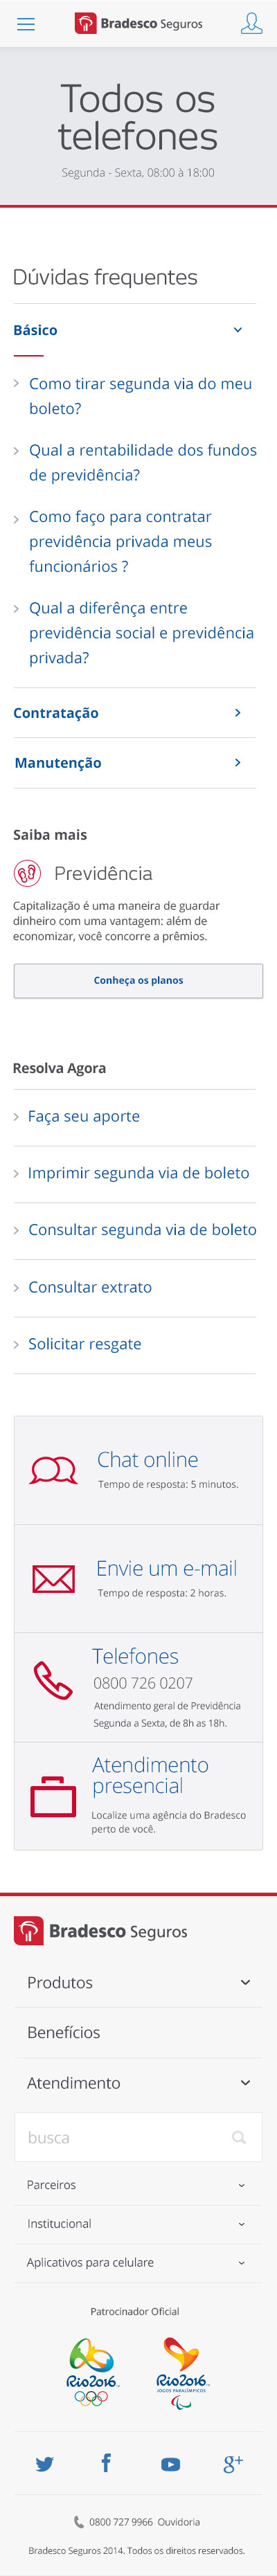 Bradesco Seguros
Todos os
telefones
Segunda - Sexta, 08:00 à 18:00
Dúvidas frequentes
Básico
Como tirar segunda via do meu
boleto?
Qual a rentabilidade dos fundos
de previdência?
Como faço para contratar
previdência privada meus
funcionários ?
Qual a diferênça entre
previdência social e previdência
privada?
Contratação
Manutenção
Saiba mais
Previdência
Capitalização é uma maneira de guardar
dinheiro com uma vantagem: além de
economizar, você concorre a prêmios.
Conheça os planos
Resolva Agora
Faça seu aporte
Imprimir segunda via de boleto
Consultar segunda via de boleto
Consultar extrato
Solicitar resgate
Chat online
Tempo de resposta: 5 minutos.
Envie um e-mail
Tempo de resposta: 2 horas.
Telefones
0800 726 0207
Atendimento geral de Previdência
Segunda a Sexta, de 8h as 18h.
Atendimento
presencial
Localize uma agência do Bradesco
perto de você.
Bradesco Seguros
Produtos
Benefícios
Atendimento
busca
Parceiros
Institucional
Aplicativos para celulare
Patrocinador Oficial
Rio2016 Rio2016
JOGOS PARALÍMPICOS
g+
0800 727 9966 Ouvidoria
Bradesco Seguros 2014. Todos os direitos reservados.